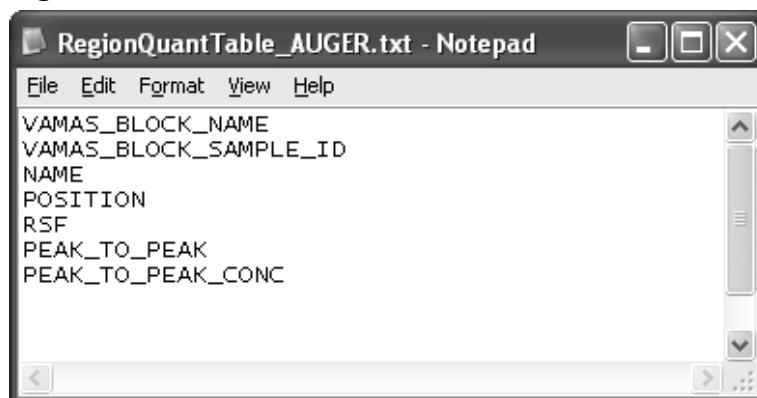 RegionQuantTable_AUGER.txt - Notepad
File Edit Format View Help
VAMAS_BLOCK_NAME
VAMAS_BLOCK_SAMPLE_ID
NAME
POSITION
RSF
PEAK_TO_PEAK
PEAK_TO_PEAK_CONC